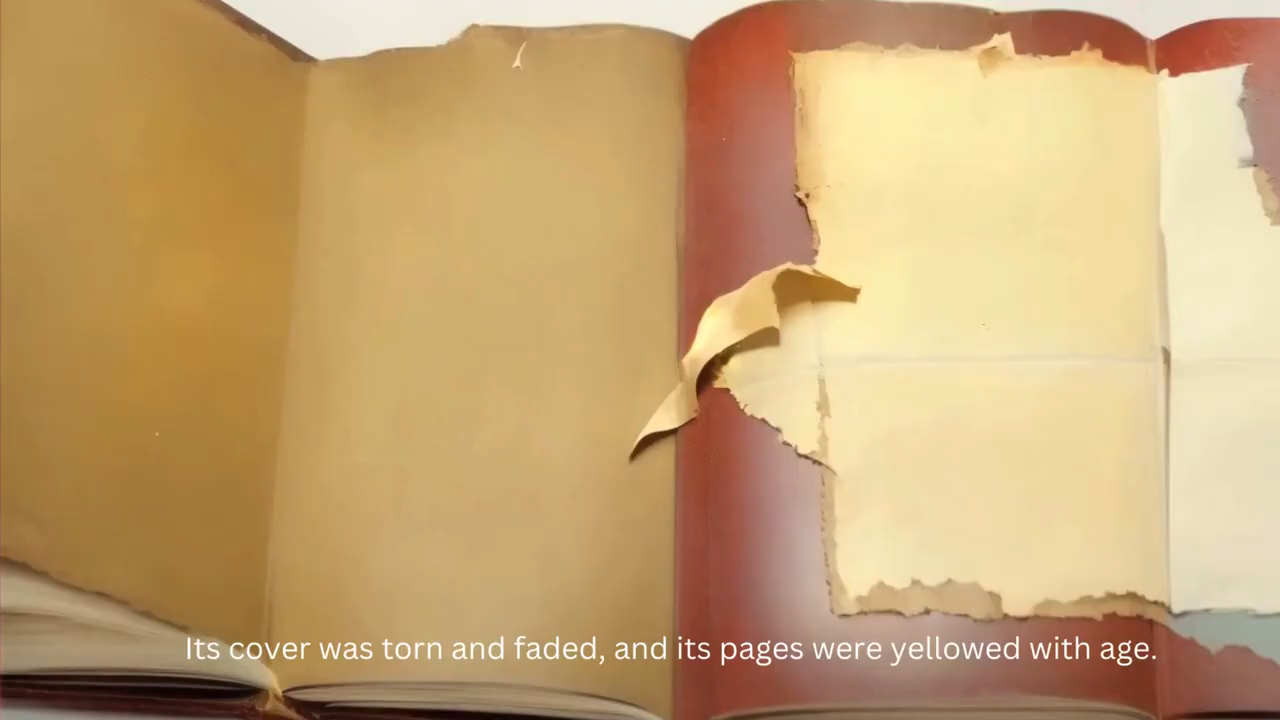 Its cover was torn and faded, and its pages were yellowed with age.